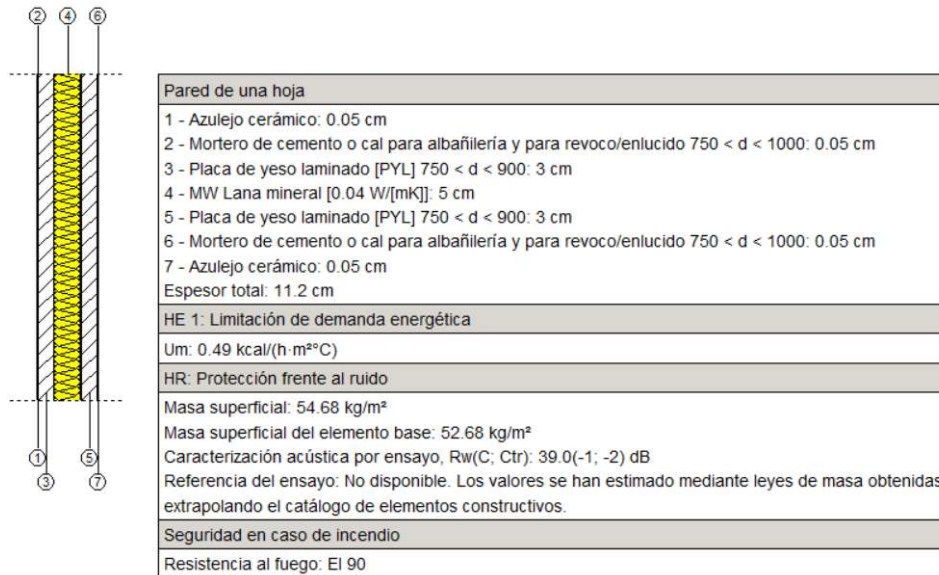 2 4 6
Pared de una hoja
1 - Azulejo cerámico: 0.05 cm
2 - Mortero de cemento o cal para albañilería y para revoco/enlucido 750 < d < 1000: 0.05 cm
3 - Placa de yeso laminado [PYL] 750 < d < 900: 3 cm
4 - MW Lana mineral [0.04 W/[mK]]: 5 cm
5 - Placa de yeso laminado [PYL] 750 < d < 900: 3 cm
6 - Mortero de cemento o cal para albañilería y para revoco/enlucido 750 < d < 1000: 0.05 cm
7 - Azulejo cerámico: 0.05 cm
Espesor total: 11.2 cm
HE 1: Limitación de demanda energética
Um: 0.49 kcal/(h·m²°C)
HR: Protección frente al ruido
Masa superficial: 54.68 kg/m²
Masa superficial del elemento base: 52.68 kg/m²
Caracterización acústica por ensayo, Rw(C; Ctr): 39.0(-1; -2) dB
Referencia del ensayo: No disponible. Los valores se han estimado mediante leyes de masa obtenidas
extrapolando el catálogo de elementos constructivos.
Seguridad en caso de incendio
Resistencia al fuego: EI 90
1 5
3 7